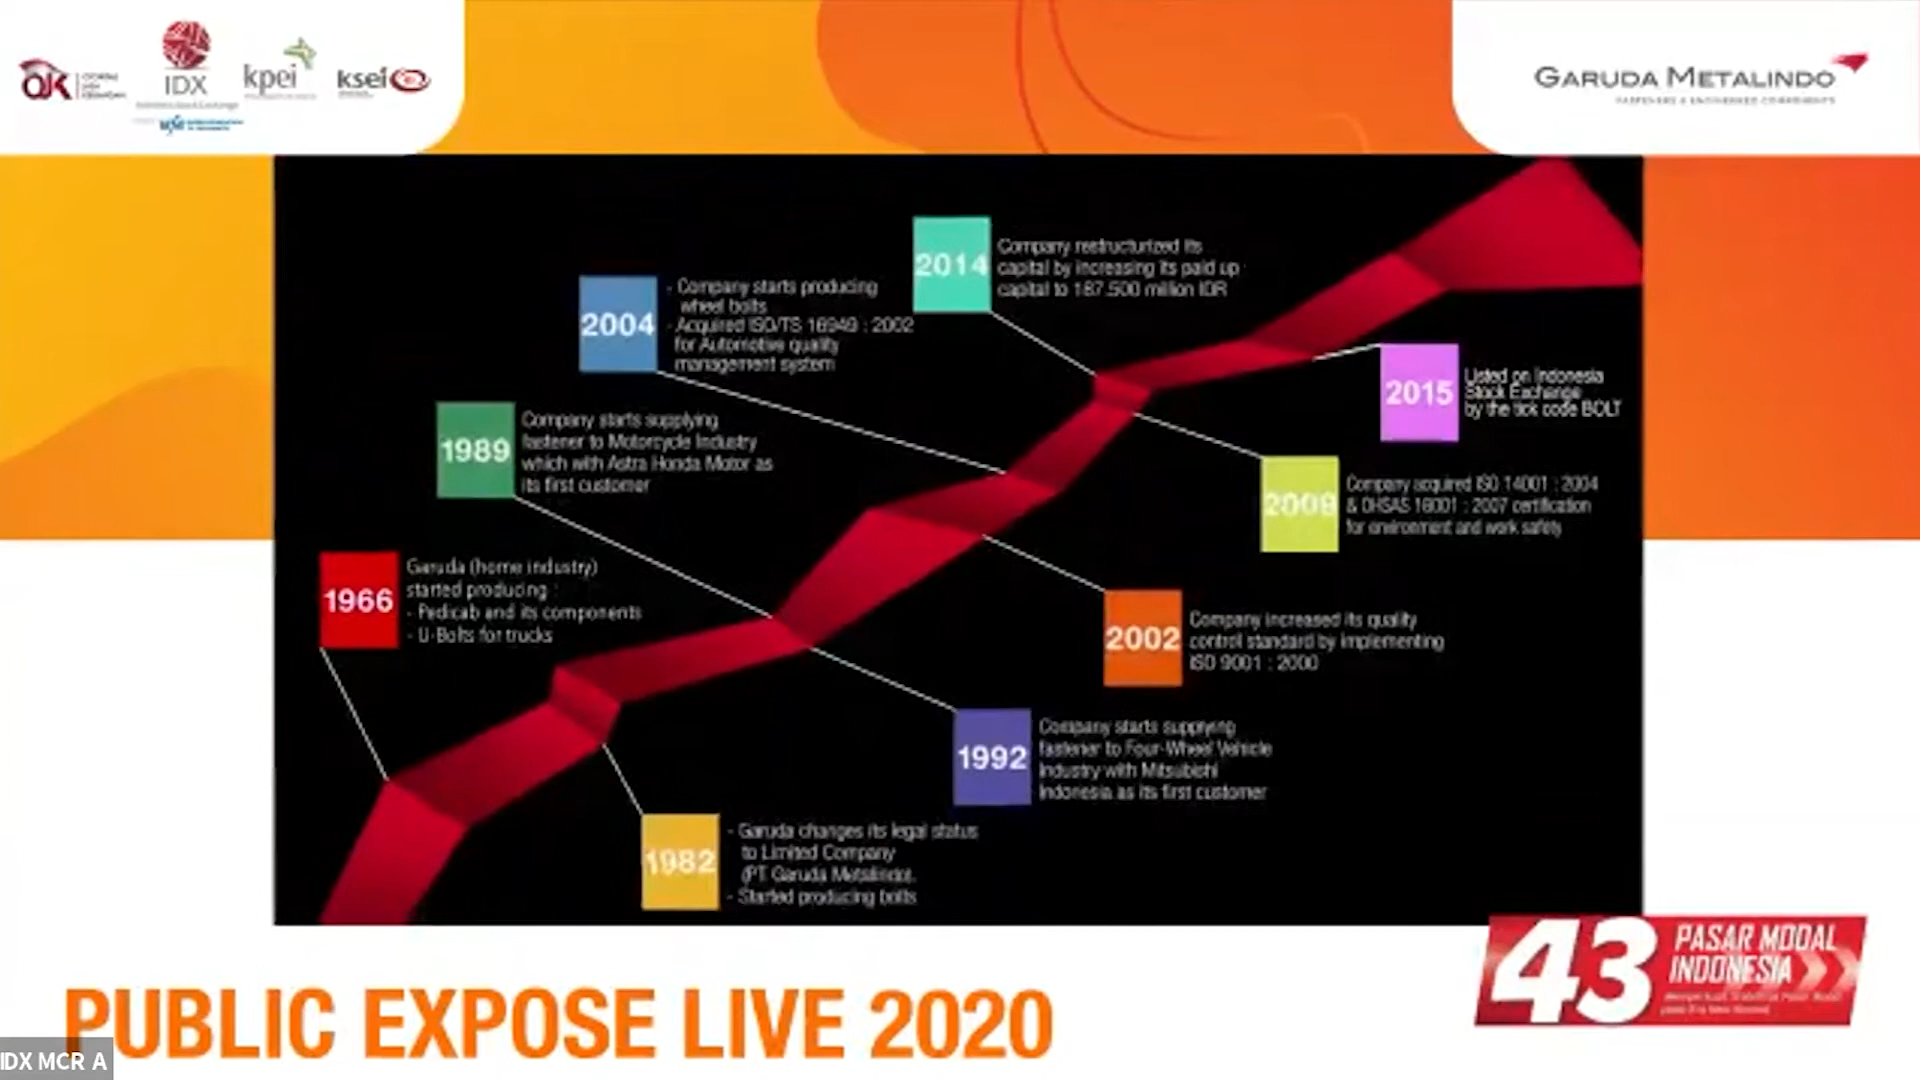 IDX
kpei
ksei
GARUDA METALINDO
FASTENERS & ENGINEERED COMPONENTS
2014
Company restructurized its
capital by increasing its paid up
capital to 187.500 million IDR
2004
- Company starts producing
wheel bolts
- Acquired ISO/TS 16949 : 2002
for Automotive quality
management system
2015
Listed on Indonesia
Stock Exchange
by the tick code BOLT
1989
Company starts supplying
fastener to Motorcycle Industry
which with Astra Honda Motor as
its first customer
2009
Company acquired ISO 14001 : 2004
& OHSAS 18001 : 2007 certification
for environment and work safety
1966
Garuda (home industry)
started producing :
- Pedicab and its components
- U-Bolts for trucks
2002
Company increased its quality
control standard by implementing
ISO 9001 : 2000
1992
Company starts supplying
fastener to Four-Wheel Vehicle
Industry with Mitsubishi
Indonesia as its first customer
1982
- Garuda changes its legal status
to Limited Company
(PT Garuda Metalindo).
- Started producing bolts
43 PASAR MODAL
INDONESIA
PUBLIC EXPOSE LIVE 2020
IDX MCR A